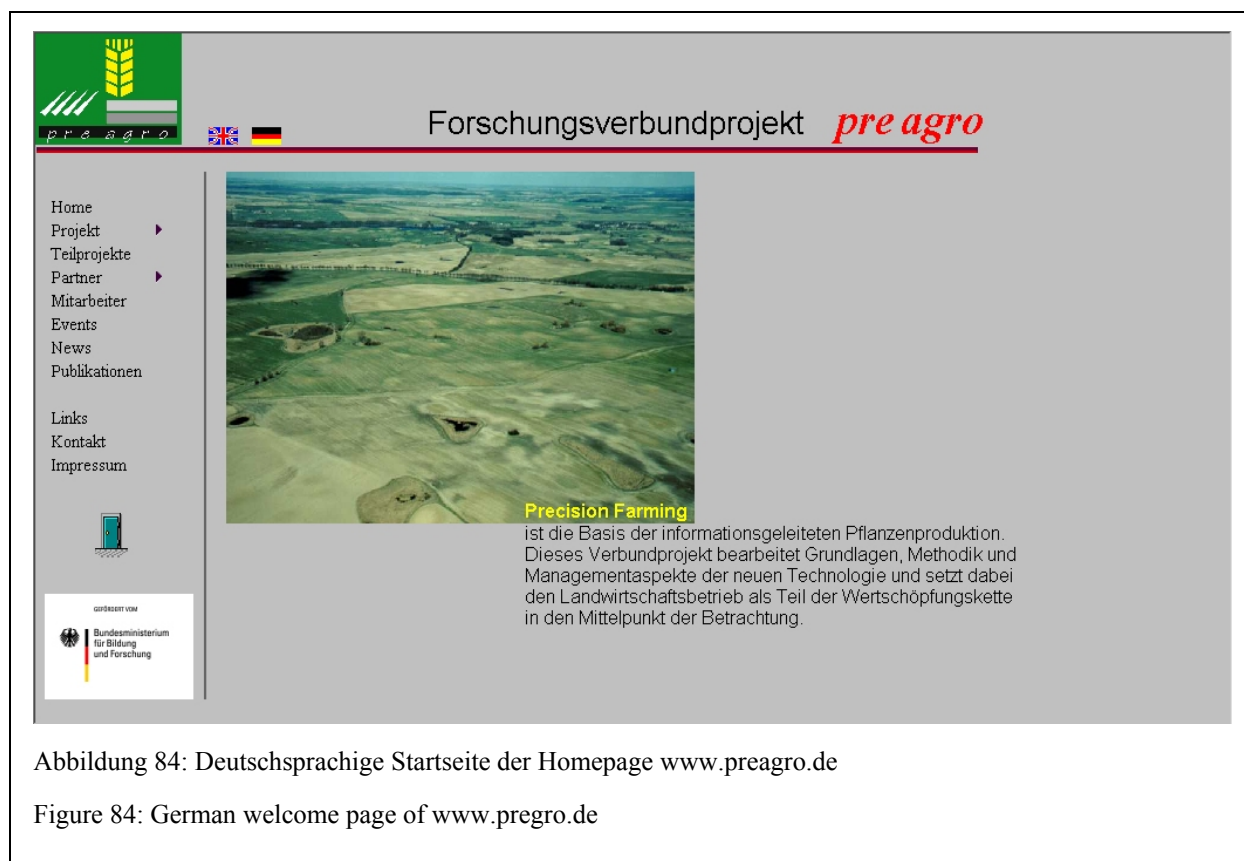 pre agro
Forschungsverbundprojekt pre agro
Home
Projekt
Teilprojekte
Partner
Mitarbeiter
Events
News
Publikationen
Links
Kontakt
Impressum
GEFÖRDERT VOM
Bundesministerium
für Bildung
und Forschung
Precision Farming
ist die Basis der informationsgeleiteten Pflanzenproduktion.
Dieses Verbundprojekt bearbeitet Grundlagen, Methodik und
Managementaspekte der neuen Technologie und setzt dabei
den Landwirtschaftsbetrieb als Teil der Wertschöpfungskette
in den Mittelpunkt der Betrachtung.
Abbildung 84: Deutschsprachige Startseite der Homepage www.preagro.de
Figure 84: German welcome page of www.pregro.de